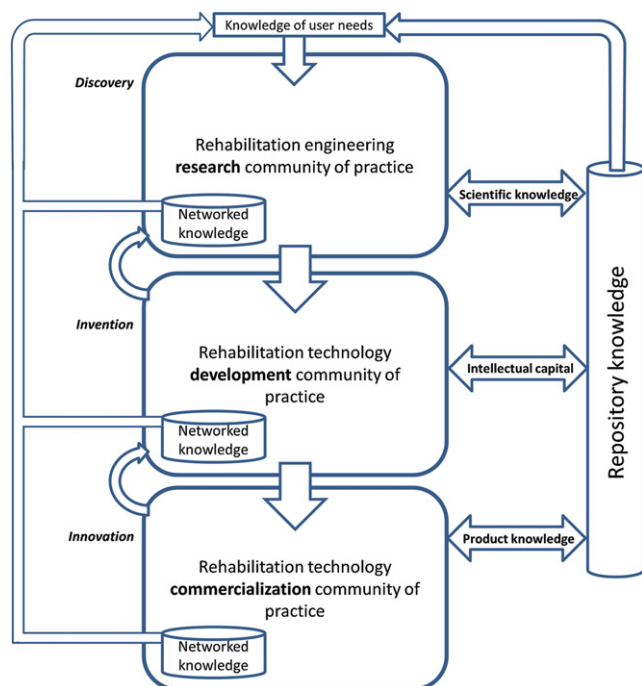 Knowledge of user needs
Discovery
Rehabilitation engineering
research community of practice
Scientific knowledge
Networked
knowledge
Invention
Rehabilitation technology
development community of
practice
Intellectual capital
Networked
knowledge
Innovation
Rehabilitation technology
commercialization community of
practice
Product knowledge
Networked
knowledge
Repository knowledge